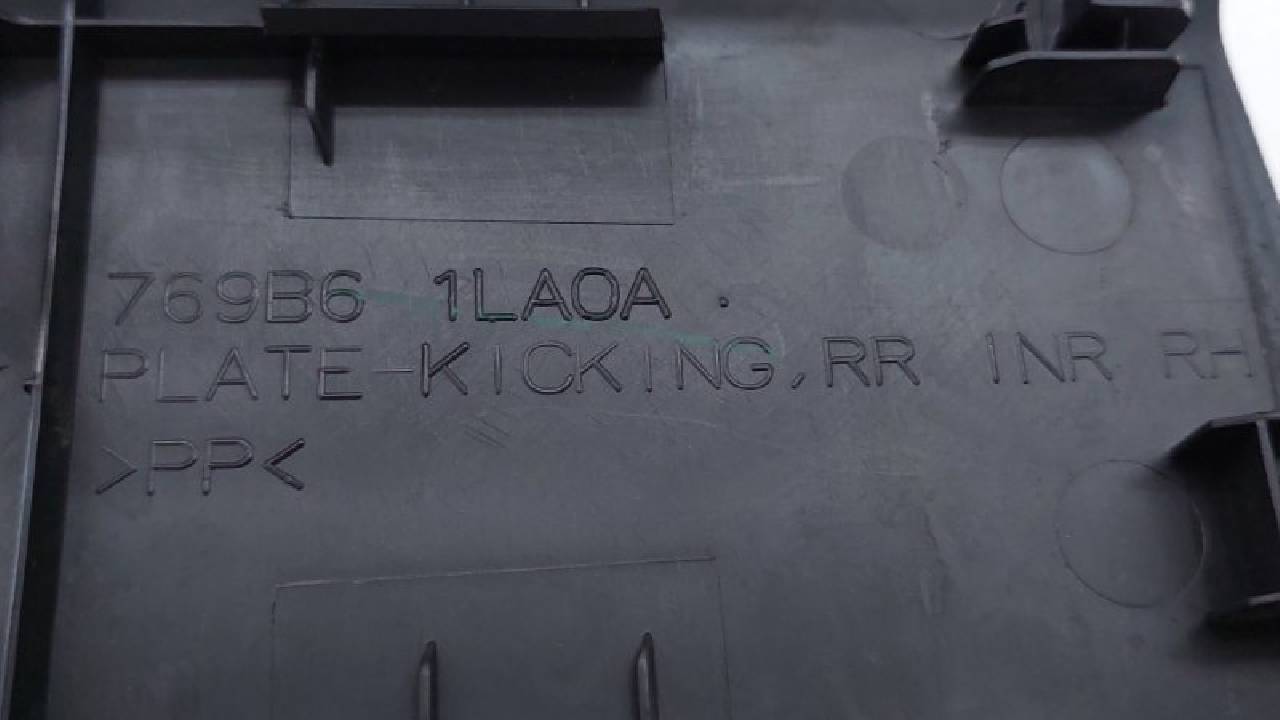 769B6 1LA0A .
PLATE-KICKING,RR INR RH
>PP<